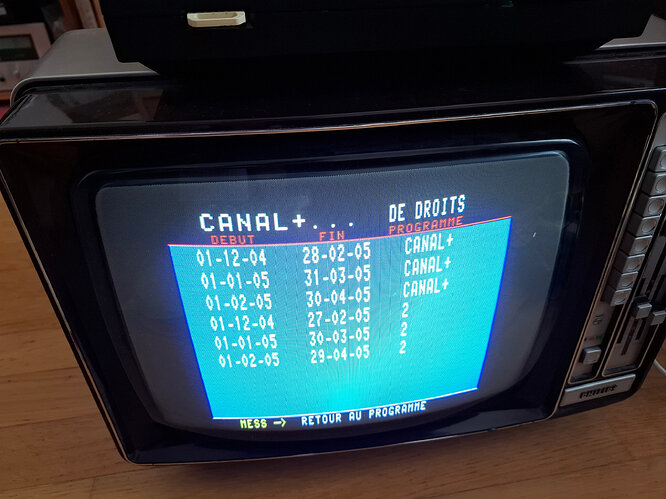 CANAL+... DE DROITS
DEBUT FIN PROGRAMME
01-12-04 28-02-05 CANAL+
01-01-05 31-03-05 CANAL+
01-02-05 30-04-05 CANAL+
01-12-04 27-02-05 2
01-01-05 30-03-05 2
01-02-05 29-04-05 2
MESS -> RETOUR AU PROGRAMME
PHILIPS